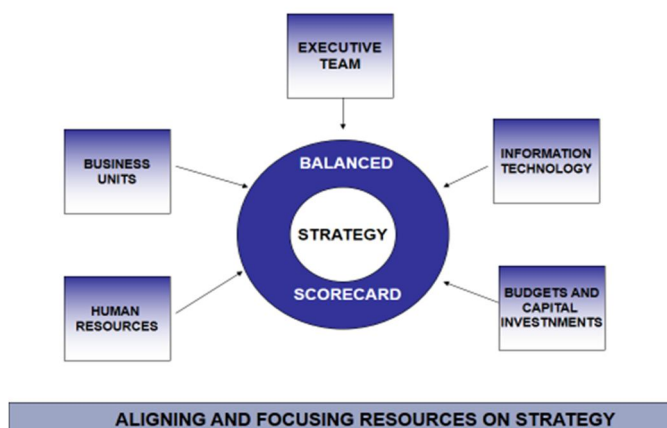 EXECUTIVE
TEAM
BUSINESS
UNITS
BALANCED
INFORMATION
TECHNOLOGY
STRATEGY
HUMAN
RESOURCES
SCORECARD
BUDGETS AND
CAPITAL
INVESTNMENTS
ALIGNING AND FOCUSING RESOURCES ON STRATEGY